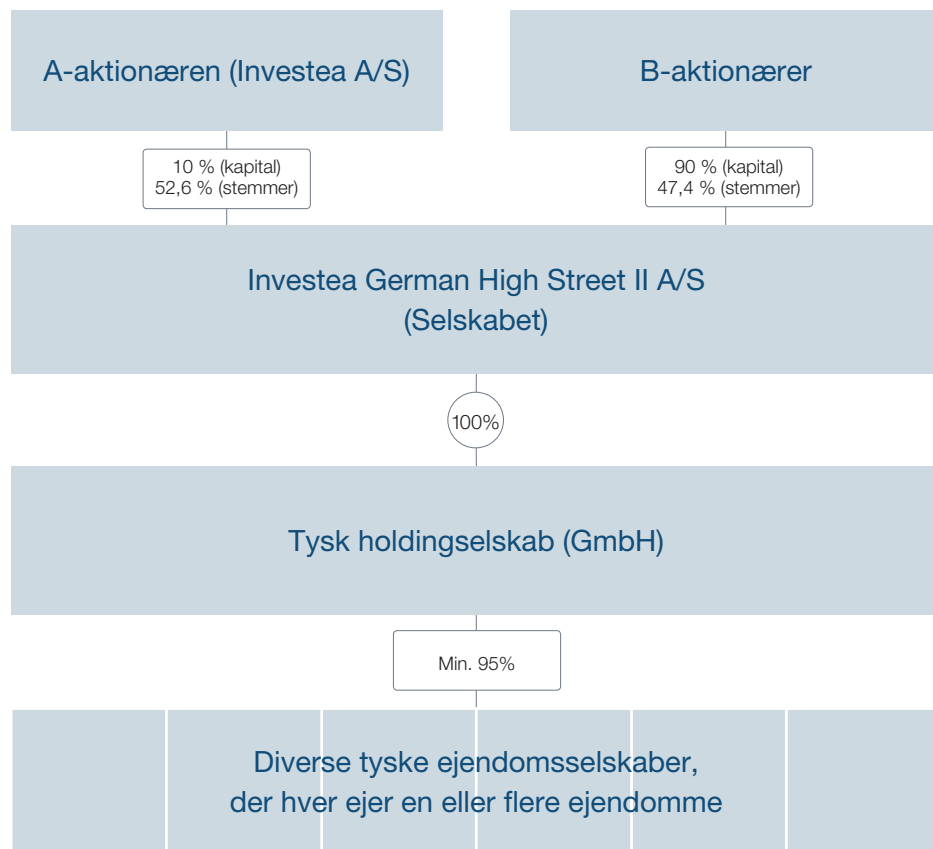 A-aktionæren (Investea A/S)
B-aktionærer
10 % (kapital)
52,6 % (stemmer)
90 % (kapital)
47,4 % (stemmer)
Investea German High Street II A/S
(Selskabet)
100%
Tysk holdingselskab (GmbH)
Min. 95%
Diverse tyske ejendomsselskaber,
der hver ejer en eller flere ejendomme